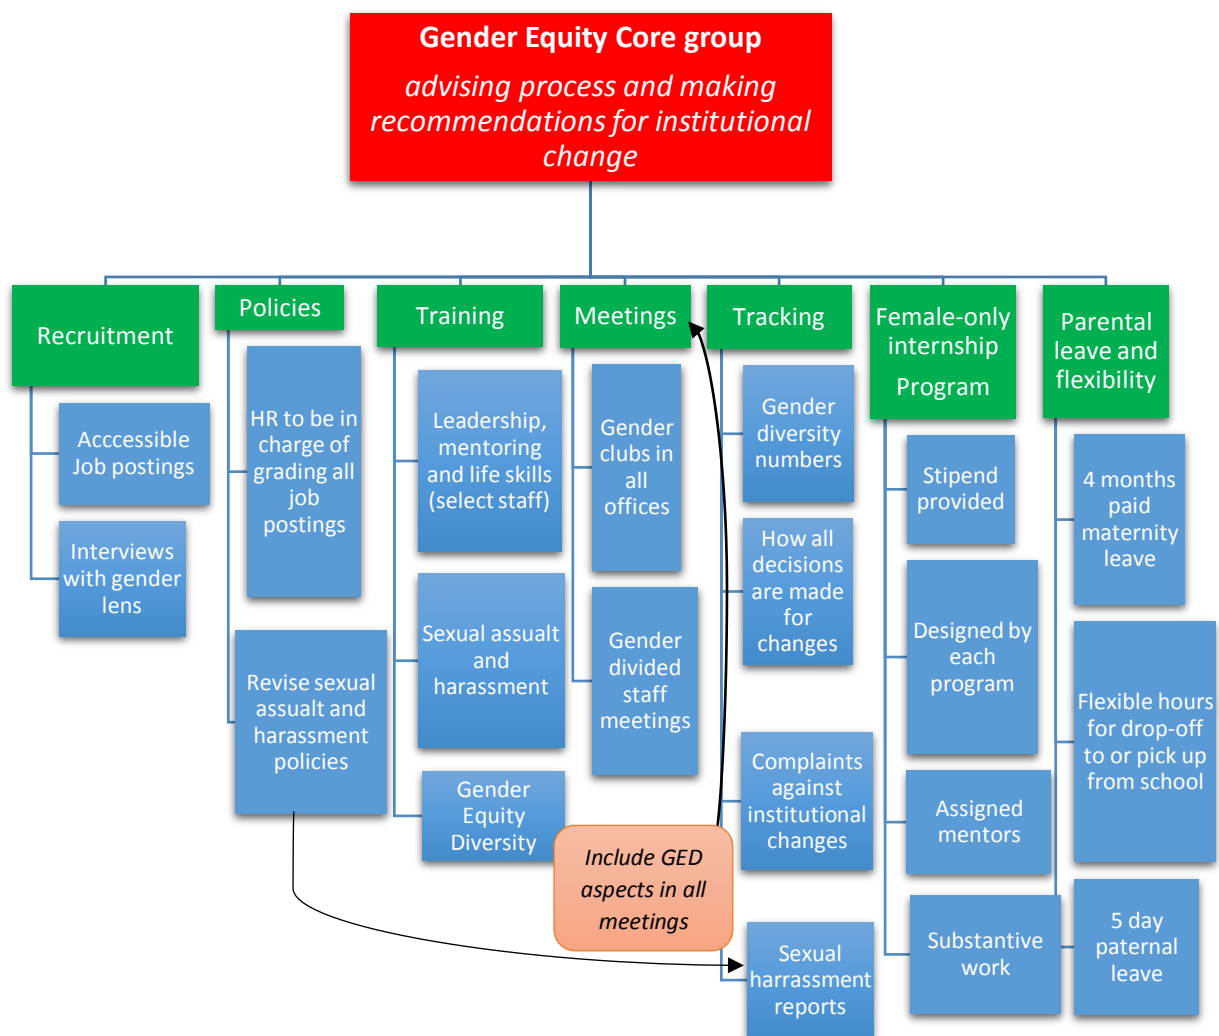 Gender Equity Core group
advising process and making
recommendations for institutional
change
Recruitment
Acccessible
Job postings
Interviews
with gender
lens
Policies
HR to be in
charge of
grading all
job
postings
Revise sexual
assualt and
harassment
policies
Training
Leadership,
mentoring
and life skills
(select staff)
Sexual assualt
and
harassment
Gender
Equity
Diversity
Meetings
Gender
clubs in
all
offices
Gender
divided
staff
meetings
Include GED
aspects in all
meetings
Tracking
Gender
diversity
numbers
How all
decisions
are made
for
changes
Complaints
against
institutional
changes
Sexual
harrassment
reports
Female-only
internship
Program
Stipend
provided
Designed by
each
program
Assigned
mentors
Substantive
work
Parental
leave and
flexibility
4 months
paid
maternity
leave
Flexible hours
for drop-off
to or pick up
from school
5 day
paternal
leave